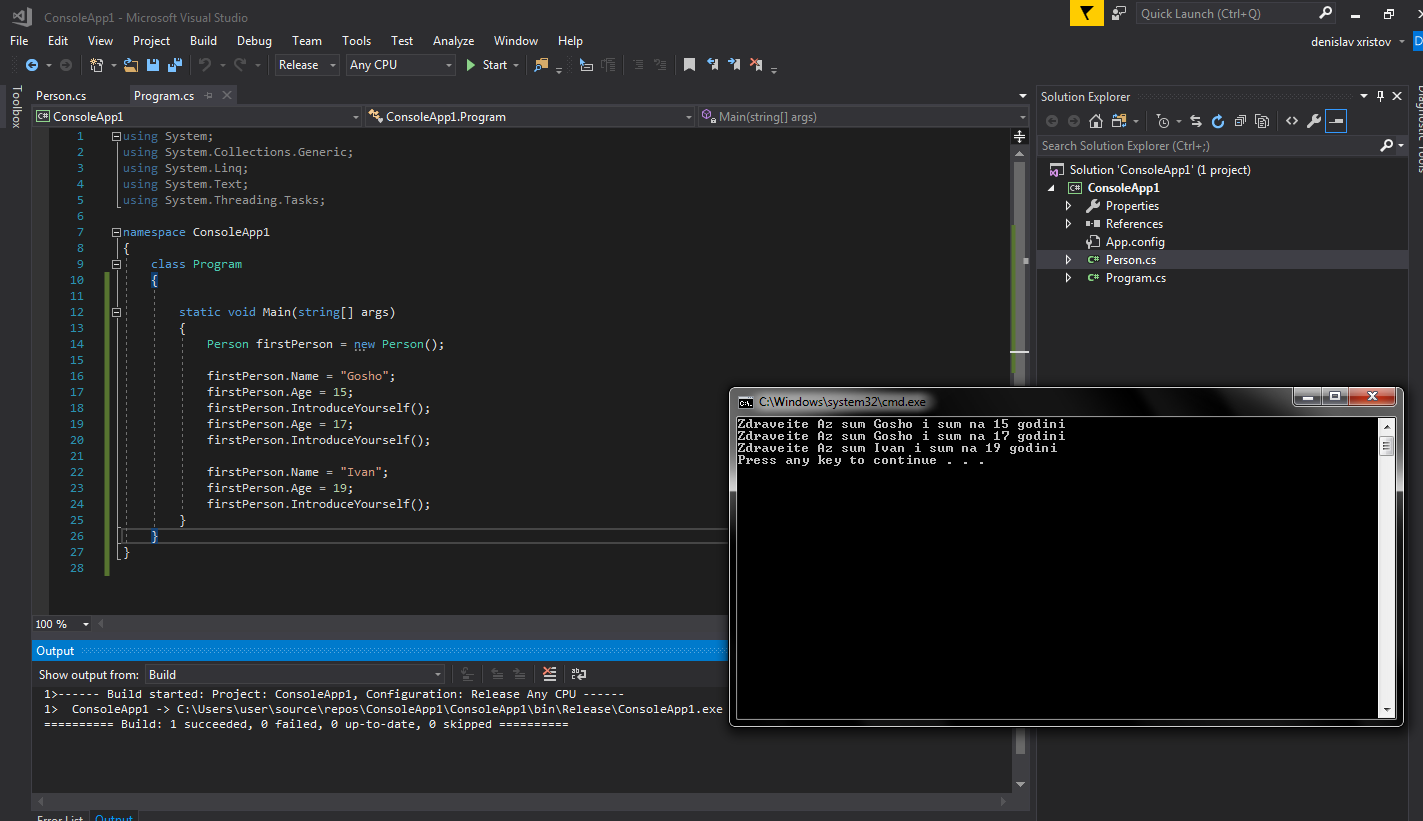 ConsoleApp1 - Microsoft Visual Studio
Quick Launch (Ctrl+Q)
File Edit View Project Build Debug Team Tools Test Analyze Window Help
denislav xristov
D
Release Any CPU Start
Toolbox
Person.cs Program.cs
ConsoleApp1 ConsoleApp1.Program Main(string[] args)
1 using System;
2 using System.Collections.Generic;
3 using System.Linq;
4 using System.Text;
5 using System.Threading.Tasks;
6
7 namespace ConsoleApp1
8 {
9 class Program
10 {
11
12 static void Main(string[] args)
13 {
14 Person firstPerson = new Person();
15
16 firstPerson.Name = "Gosho";
17 firstPerson.Age = 15;
18 firstPerson.IntroduceYourself();
19 firstPerson.Age = 17;
20 firstPerson.IntroduceYourself();
21
22 firstPerson.Name = "Ivan";
23 firstPerson.Age = 19;
24 firstPerson.IntroduceYourself();
25 }
26 }
27 }
28
100 %
Output
Show output from: Build
1>------ Build started: Project: ConsoleApp1, Configuration: Release Any CPU ------
1> ConsoleApp1 -> C:\Users\user\source\repos\ConsoleApp1\ConsoleApp1\bin\Release\ConsoleApp1.exe
========== Build: 1 succeeded, 0 failed, 0 up-to-date, 0 skipped ==========
Error List Output
Solution Explorer
Search Solution Explorer (Ctrl+;)
Solution 'ConsoleApp1' (1 project)
C# ConsoleApp1
Properties
References
App.config
C# Person.cs
C# Program.cs
Diagnostic Tools
C:\Windows\system32\cmd.exe
Zdraveite Az sum Gosho i sum na 15 godini
Zdraveite Az sum Gosho i sum na 17 godini
Zdraveite Az sum Ivan i sum na 19 godini
Press any key to continue . . .